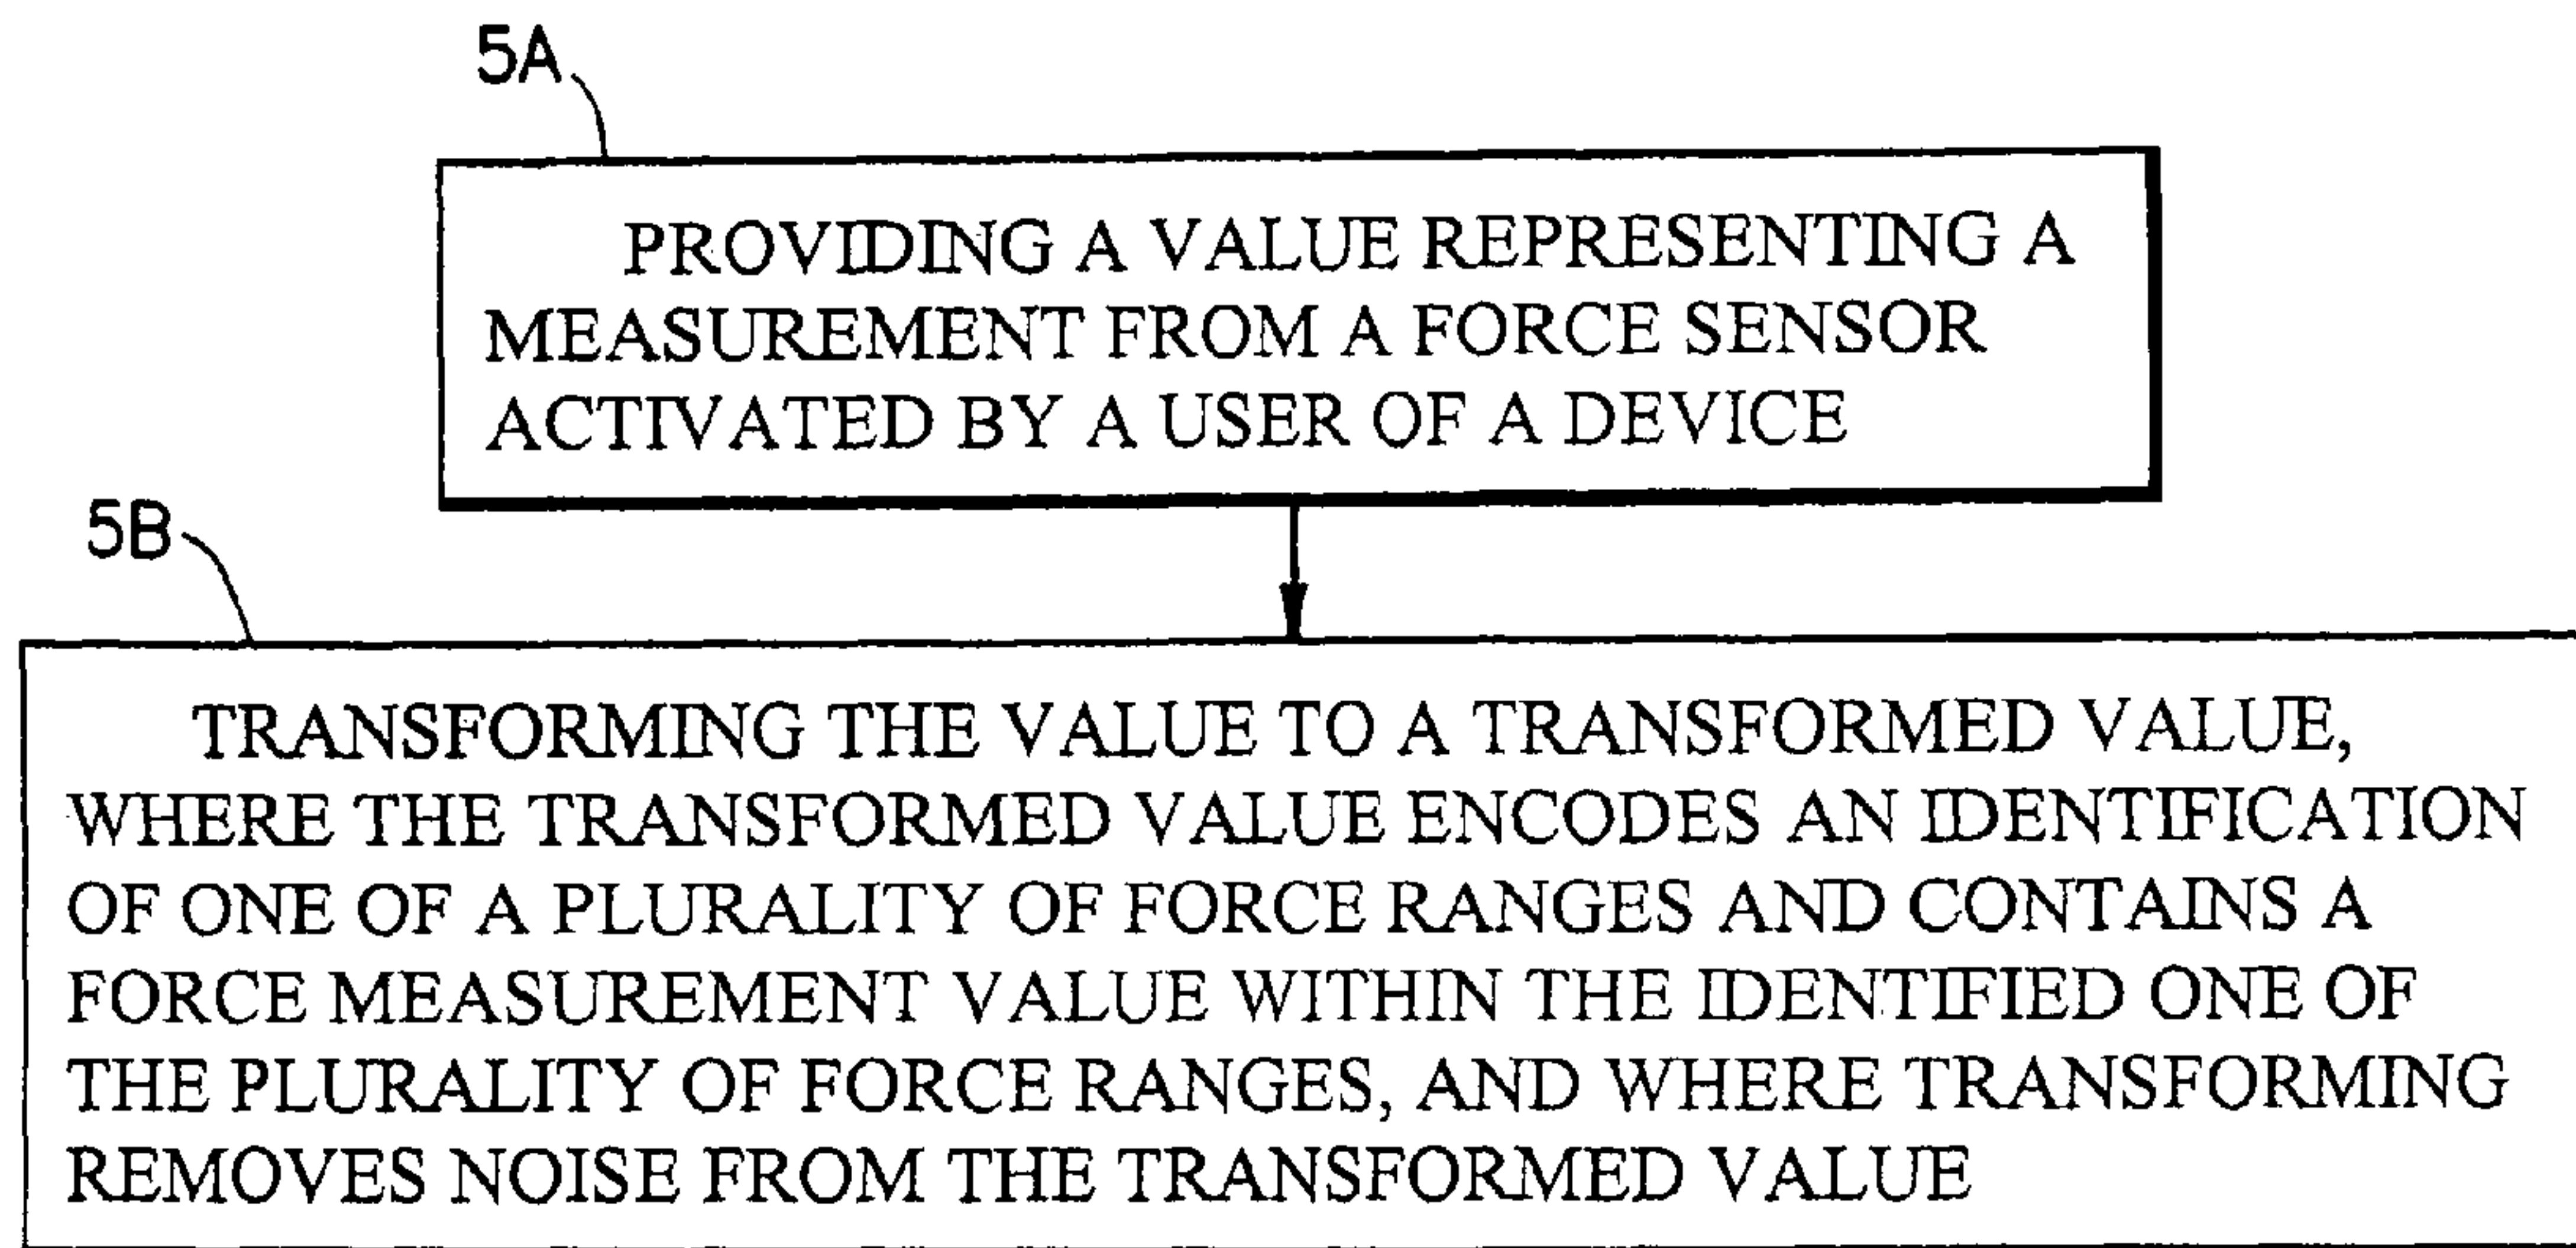 5A
PROVIDING A VALUE REPRESENTING A
MEASUREMENT FROM A FORCE SENSOR
ACTIVATED BY A USER OF A DEVICE
5B
TRANSFORMING THE VALUE TO A TRANSFORMED VALUE,
WHERE THE TRANSFORMED VALUE ENCODES AN IDENTIFICATION
OF ONE OF A PLURALITY OF FORCE RANGES AND CONTAINS A
FORCE MEASUREMENT VALUE WITHIN THE IDENTIFIED ONE OF
THE PLURALITY OF FORCE RANGES, AND WHERE TRANSFORMING
REMOVES NOISE FROM THE TRANSFORMED VALUE